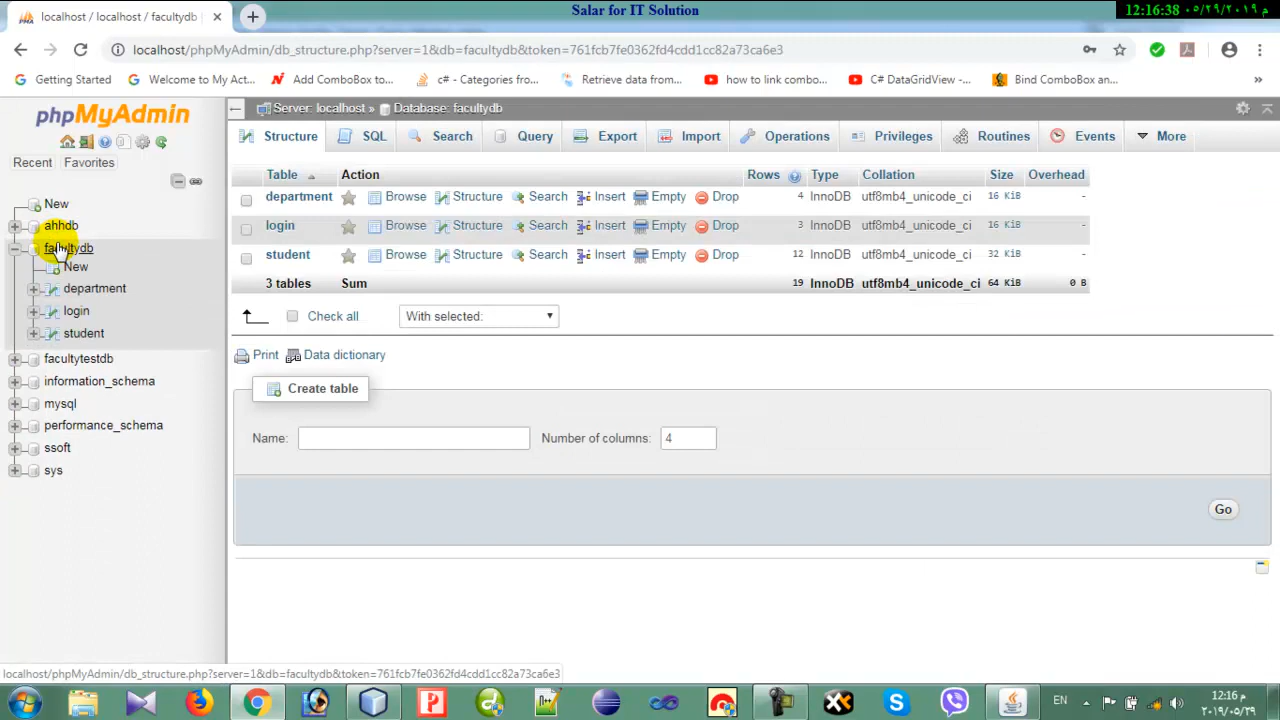 localhost / localhost / facultydb
Salar for IT Solution
12:16:38 م ٢٠١٩/٠٥/٢٩
localhost/phpMyAdmin/db_structure.php?server=1&db=facultydb&token=761fcb7fe0362fd4cdd1cc82a73ca6e3
Getting Started
Welcome to My Act...
Add ComboBox to...
c# - Categories from...
Retrieve data from...
how to link combo...
C# DataGridView -...
Bind ComboBox an...
»
phpMyAdmin
Recent Favorites
New
ahhdb
facultydb
New
department
login
student
facultytestdb
information_schema
mysql
performance_schema
ssoft
sys
Server: localhost » Database: facultydb
Structure SQL Search Query Export Import Operations Privileges Routines Events More
Table Action Rows Type Collation Size Overhead
department Browse Structure Search Insert Empty Drop 4 InnoDB utf8mb4_unicode_ci 16 KiB -
login Browse Structure Search Insert Empty Drop 3 InnoDB utf8mb4_unicode_ci 16 KiB -
student Browse Structure Search Insert Empty Drop 12 InnoDB utf8mb4_unicode_ci 32 KiB -
3 tables Sum 19 InnoDB utf8mb4_unicode_ci 64 KiB 0 B
Check all With selected:
Print Data dictionary
Create table
Name: Number of columns: 4
Go
localhost/phpMyAdmin/db_structure.php?server=1&db=facultydb&token=761fcb7fe0362fd4cdd1cc82a73ca6e3
EN
12:16 م
٢٠١٩/٠٥/٢٩